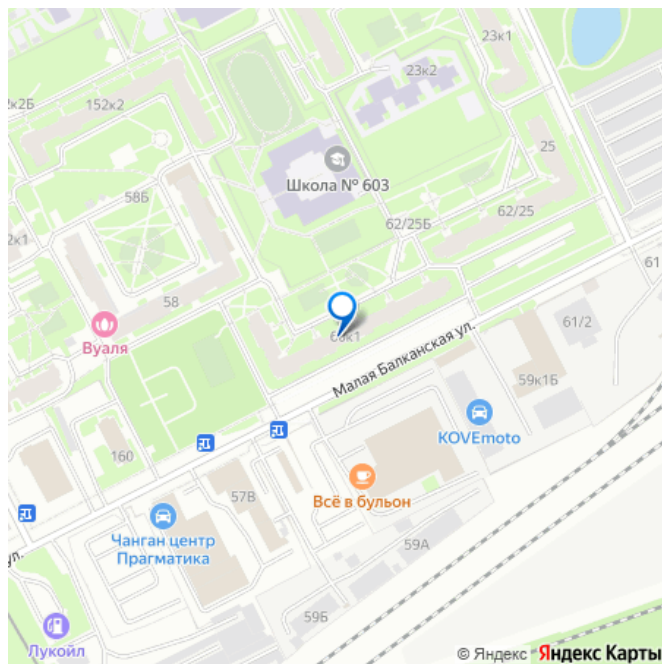 23к1
23к2
2к2Б
152к2
25
Школа № 603
58Б
62/25Б
62/25
2к1
61
58
Вуаля
60к1
61/2
Малая Балканская ул.
59к1Б
KOVEmoto
160
57В
Всё в бульон
Чанган центр
Прагматика
59А
ул.
59Б
Лукойл
© Яндекс Яндекс Карты